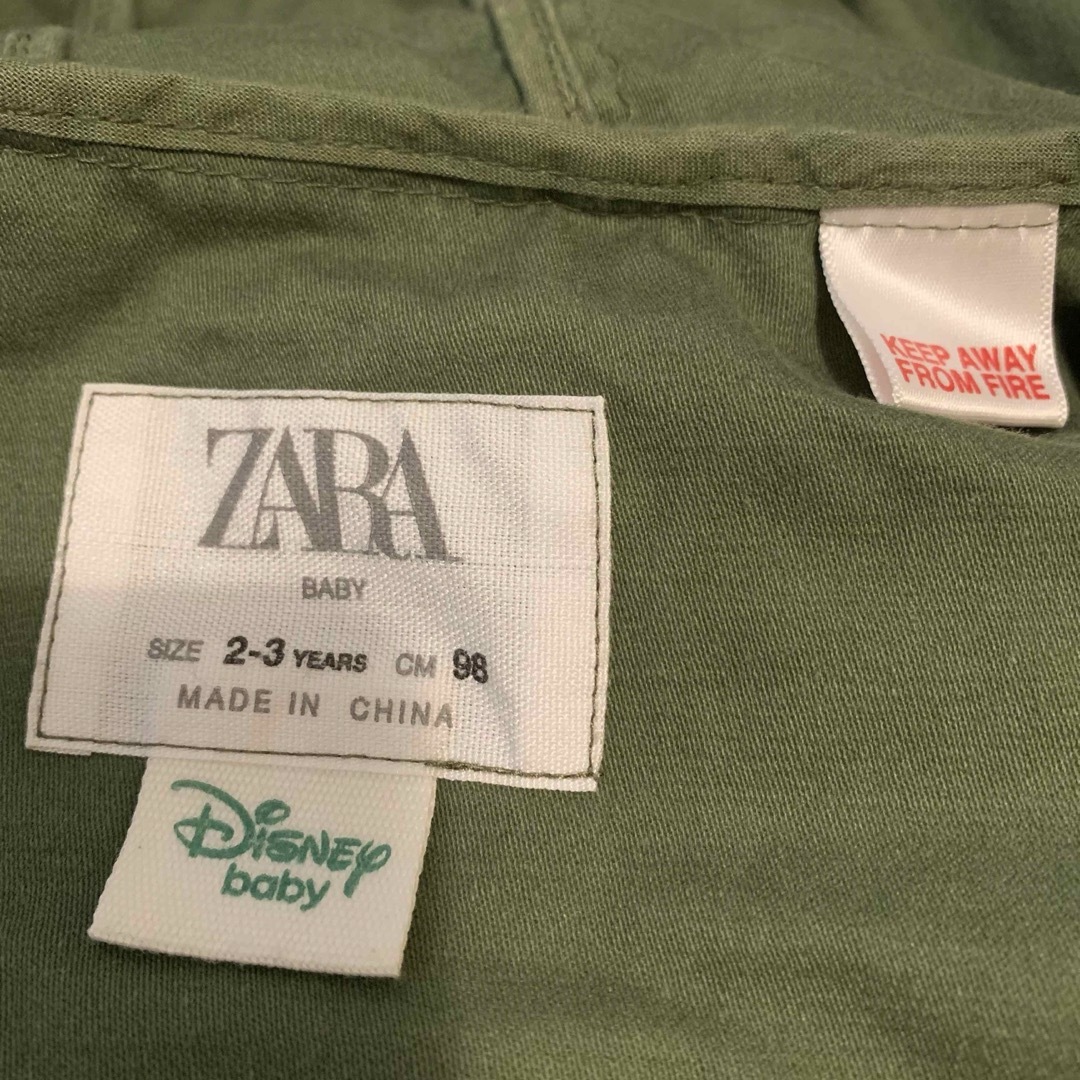 KEEP AWAY
FROM FIRE
ZARA
BABY
SIZE 2-3 YEARS CM 98
MADE IN CHINA
Disney
baby